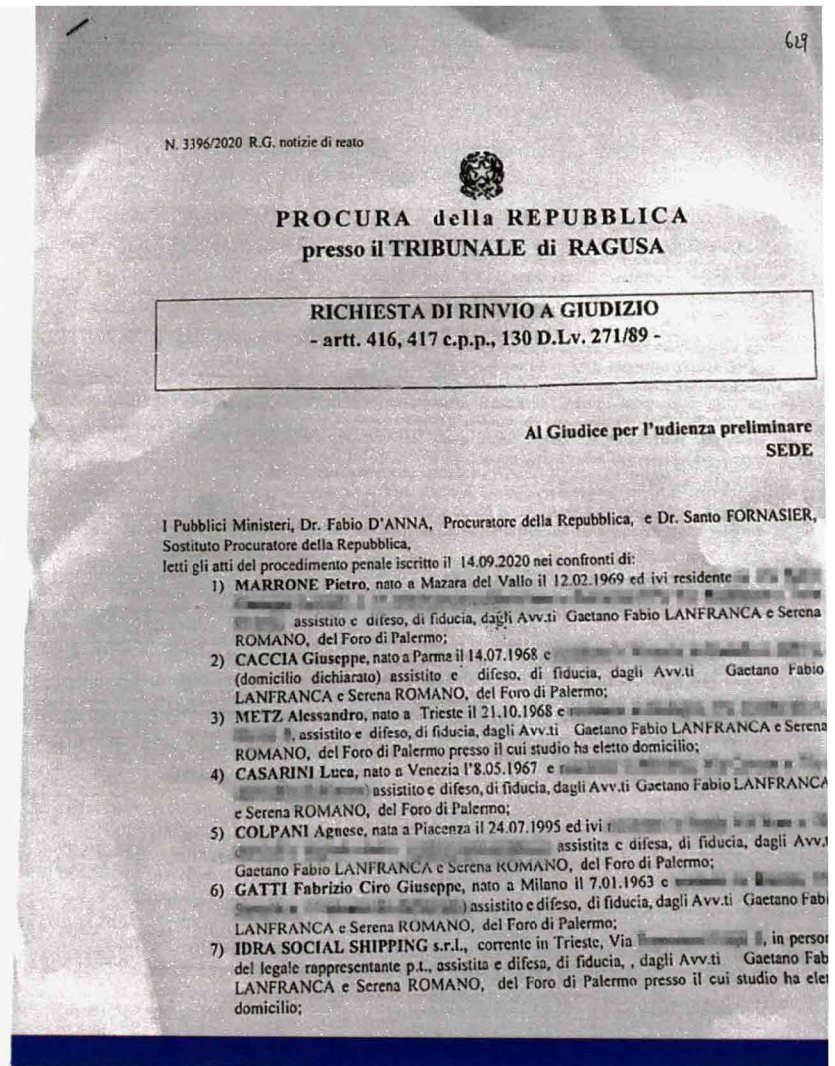 629
N. 3396/2020 R.G. notizie di reato
PROCURA della REPUBBLICA
presso il TRIBUNALE di RAGUSA
RICHIESTA DI RINVIO A GIUDIZIO
- artt. 416, 417 c.p.p., 130 D.Lv. 271/89 -
Al Giudice per l'udienza preliminare
SEDE
I Pubblici Ministeri, Dr. Fabio D'ANNA, Procuratore della Repubblica, e Dr. Santo FORNASIER,
Sostituto Procuratore della Repubblica,
letti gli atti del procedimento penale iscritto il 14.09.2020 nei confronti di:
1) MARRONE Pietro, nato a Mazara del Vallo il 12.02.1969 ed ivi residente
assistito e difeso, di fiducia, dagli Avv.ti Gaetano Fabio LANFRANCA e Serena
ROMANO, del Foro di Palermo;
2) CACCIA Giuseppe, nato a Parma il 14.07.1968 e
(domicilio dichiarato) assistito e difeso, di fiducia, dagli Avv.ti Gaetano Fabio
LANFRANCA e Serena ROMANO, del Foro di Palermo;
3) METZ Alessandro, nato a Trieste il 21.10.1968 e
, assistito e difeso, di fiducia, dagli Avv.ti Gaetano Fabio LANFRANCA e Serena
ROMANO, del Foro di Palermo presso il cui studio ha eletto domicilio;
4) CASARINI Luca, nato a Venezia l'8.05.1967 e
) assistito e difeso, di fiducia, dagli Avv.ti Gaetano Fabio LANFRANCA
e Serena ROMANO, del Foro di Palermo;
5) COLPANI Agnese, nata a Piacenza il 24.07.1995 ed ivi
assistita e difesa, di fiducia, dagli Avv.
Gaetano Fabio LANFRANCA e Serena ROMANO, del Foro di Palermo;
6) GATTI Fabrizio Ciro Giuseppe, nato a Milano il 7.01.1963 e
) assistito e difeso, di fiducia, dagli Avv.ti Gaetano Fabi
LANFRANCA e Serena ROMANO, del Foro di Palermo;
7) IDRA SOCIAL SHIPPING s.r.l., corrente in Trieste, Via , in person
del legale rappresentante p.t., assistita e difesa, di fiducia, , dagli Avv.ti Gaetano Fab
LANFRANCA e Serena ROMANO, del Foro di Palermo presso il cui studio ha elet
domicilio;